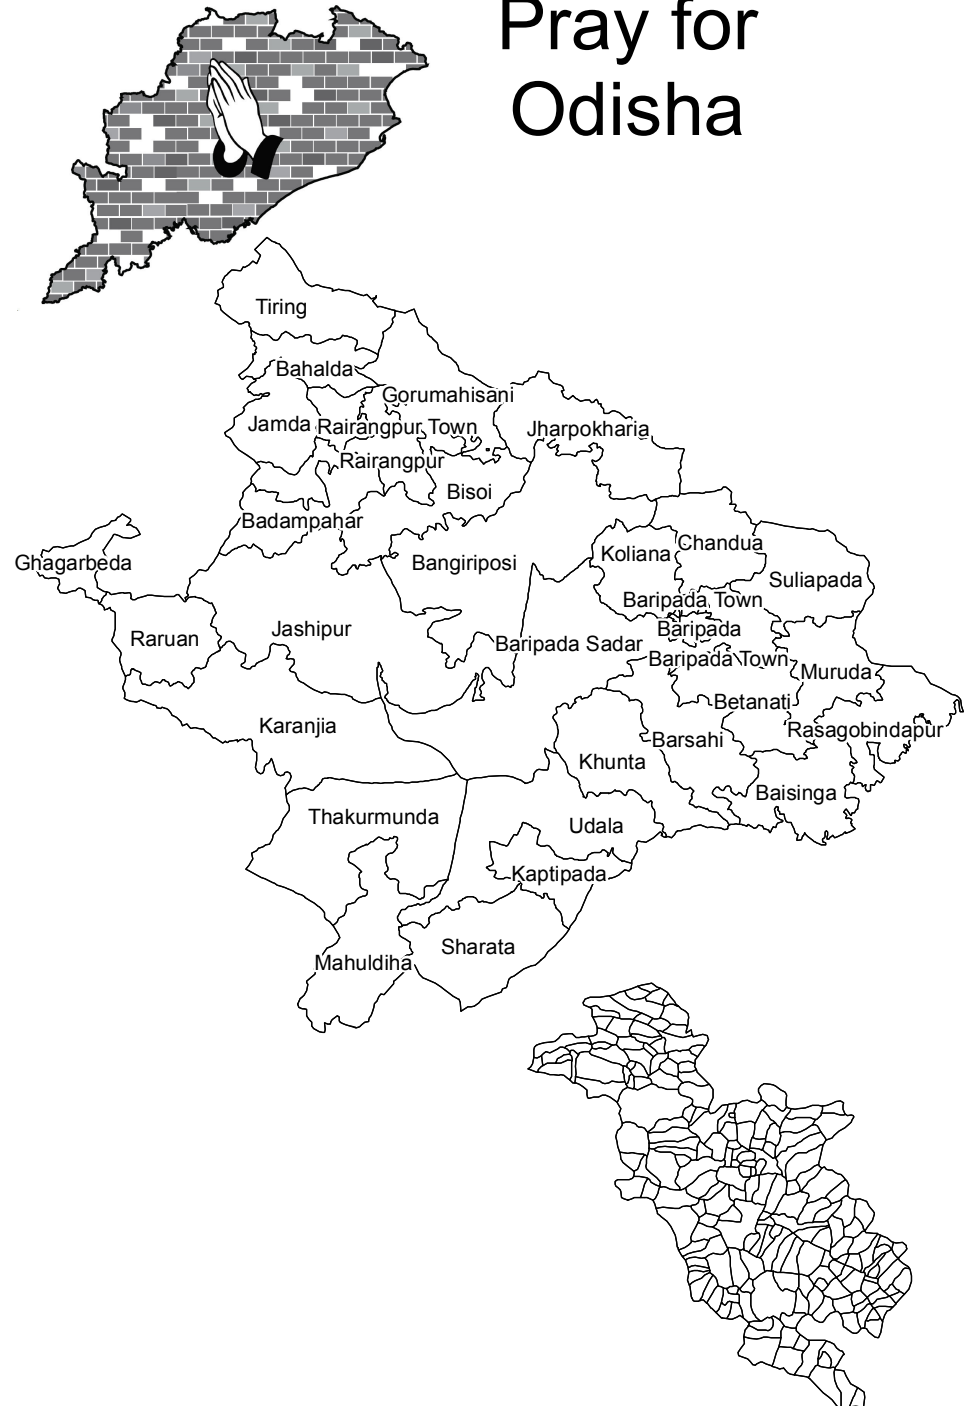 Pray for
Odisha
Tiring
Bahalda
Gorumahisani
Jamda
Rairangpur Town
Jharpokharia
Rairangpur
Bisoi
Badampahar
Ghagarbeda
Bangiriposi
Koliana
Chandua
Suliapada
Baripada Town
Raruan
Jashipur
Baripada Sadar
Baripada
Baripada Town
Muruda
Betanati
Karanjia
Barsahi
Rasagobindapur
Khunta
Baisinga
Thakurmunda
Udala
Kaptipada
Sharata
Mahuldiha